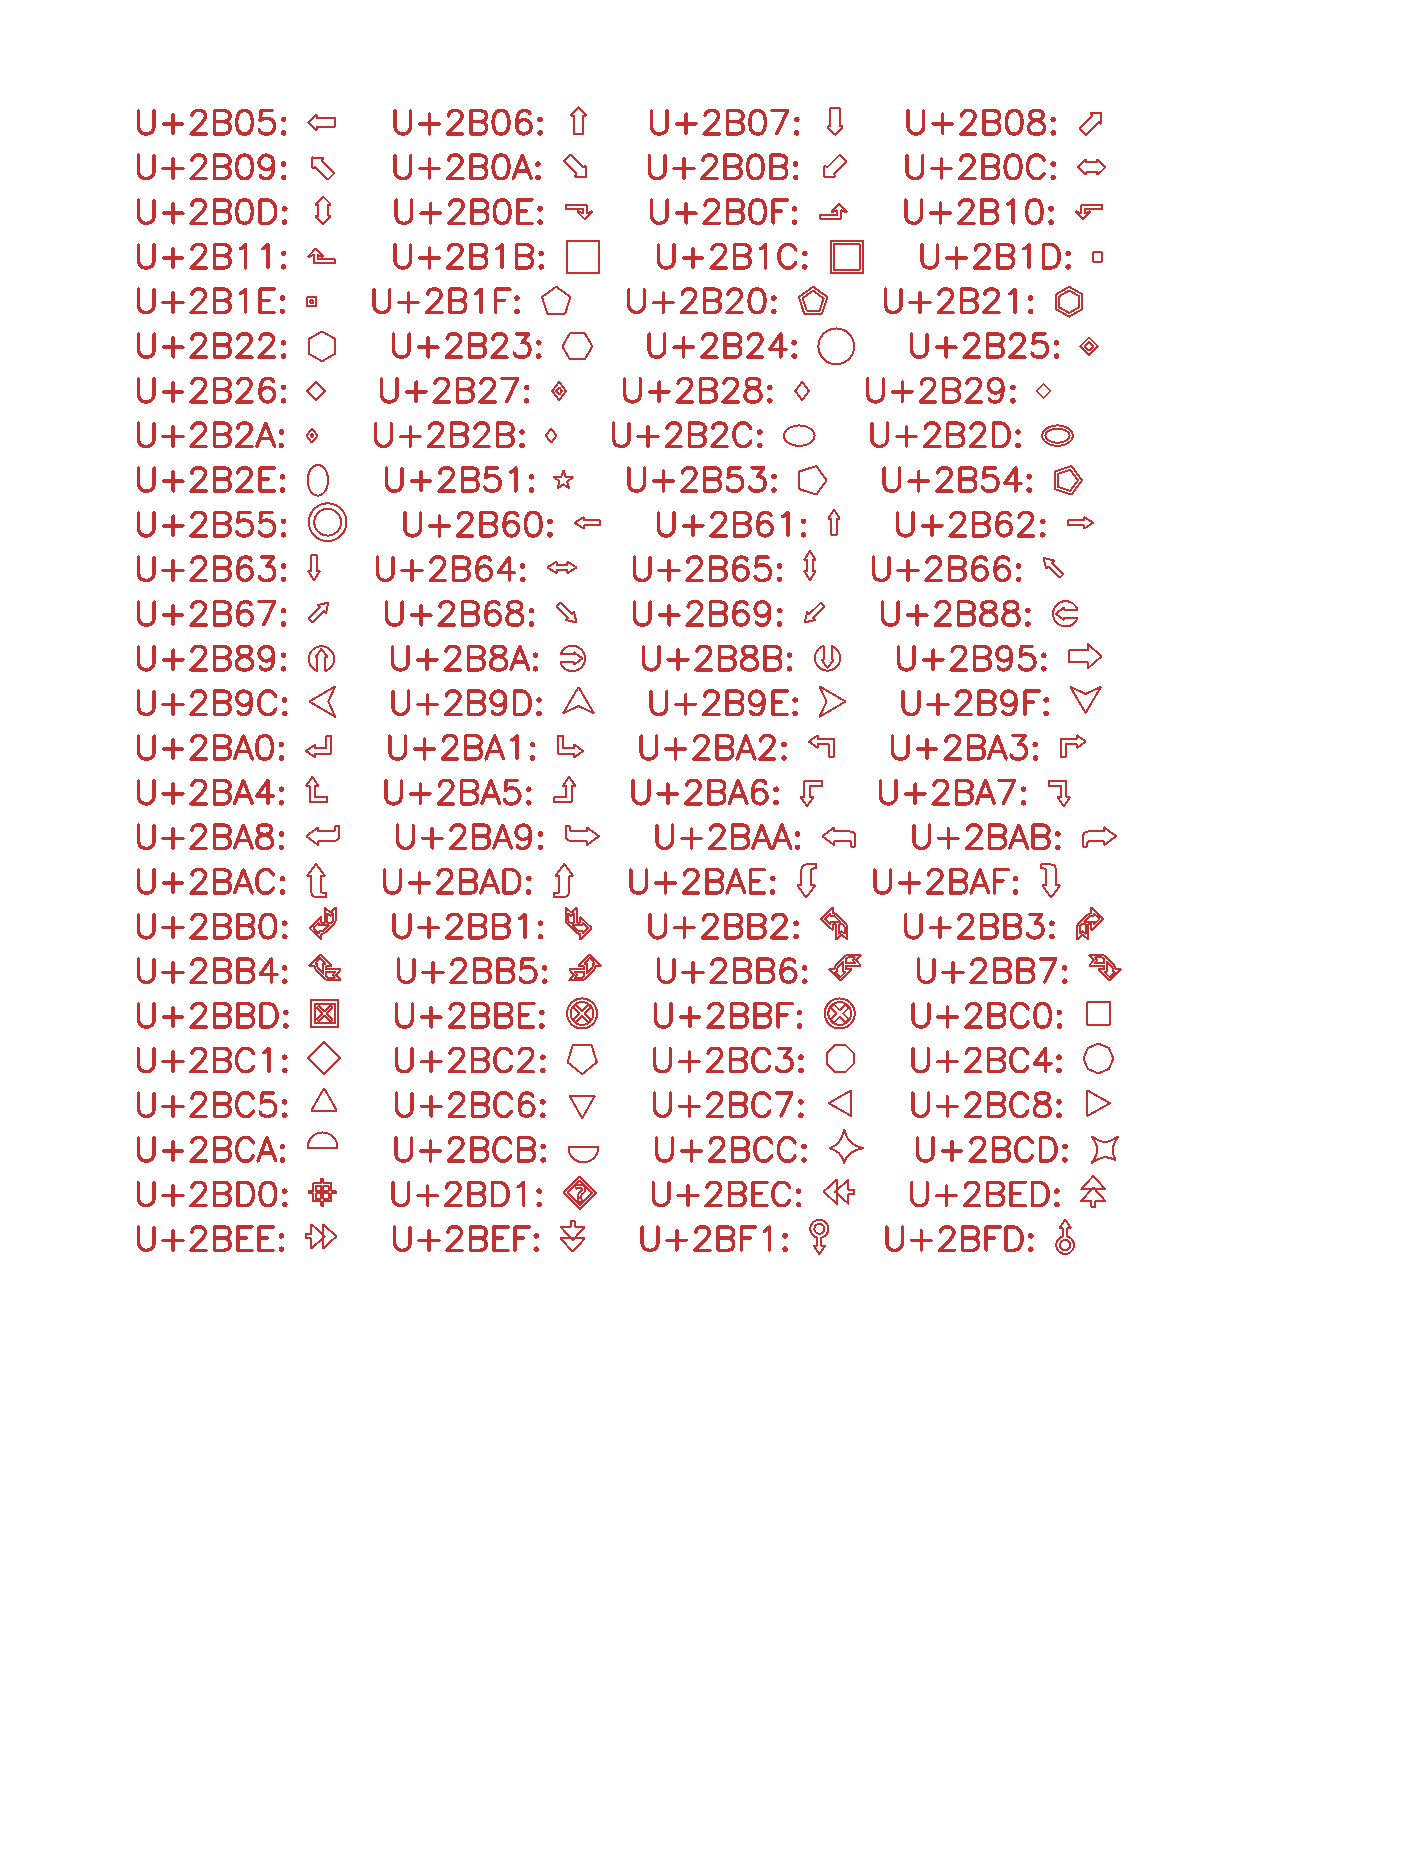 U+2B05: ⬅ U+2B06: ⬆ U+2B07: ⬇ U+2B08: ⬈
U+2B09: ⬉ U+2B0A: ⬊ U+2B0B: ⬋ U+2B0C: ⬌
U+2B0D: ⬍ U+2B0E: ⬎ U+2B0F: ⬏ U+2B10: ⬐
U+2B11: ⬑ U+2B1B: ⬛ U+2B1C: ⬜ U+2B1D: ⬝
U+2B1E: ⬞ U+2B1F: ⬟ U+2B20: ⬠ U+2B21: ⬡
U+2B22: ⬢ U+2B23: ⬣ U+2B24: ⬤ U+2B25: ⬥
U+2B26: ⬦ U+2B27: ⬧ U+2B28: ⬨ U+2B29: ⬩
U+2B2A: ⬪ U+2B2B: ⬫ U+2B2C: ⬬ U+2B2D: ⬭
U+2B2E: ⬮ U+2B51: ⭑ U+2B53: ⭓ U+2B54: ⭔
U+2B55: ⭕ U+2B60: ⭠ U+2B61: ⭡ U+2B62: ⭢
U+2B63: ⭣ U+2B64: ⭤ U+2B65: ⭥ U+2B66: ⭦
U+2B67: ⭧ U+2B68: ⭨ U+2B69: ⭩ U+2B88: ⮈
U+2B89: ⮉ U+2B8A: ⮊ U+2B8B: ⮋ U+2B95: ⮕
U+2B9C: ⮜ U+2B9D: ⮝ U+2B9E: ⮞ U+2B9F: ⮟
U+2BA0: ⮠ U+2BA1: ⮡ U+2BA2: ⮢ U+2BA3: ⮣
U+2BA4: ⮤ U+2BA5: ⮥ U+2BA6: ⮦ U+2BA7: ⮧
U+2BA8: ⮨ U+2BA9: ⮩ U+2BAA: ⮪ U+2BAB: ⮫
U+2BAC: ⮬ U+2BAD: ⮭ U+2BAE: ⮮ U+2BAF: ⮯
U+2BB0: ⮰ U+2BB1: ⮱ U+2BB2: ⮲ U+2BB3: ⮳
U+2BB4: ⮴ U+2BB5: ⮵ U+2BB6: ⮶ U+2BB7: ⮷
U+2BBD: ⮽ U+2BBE: ⮾ U+2BBF: ⮿ U+2BC0: ⯀
U+2BC1: ⯁ U+2BC2: ⯂ U+2BC3: ⯃ U+2BC4: ⯄
U+2BC5: ⯅ U+2BC6: ⯆ U+2BC7: ⯇ U+2BC8: ⯈
U+2BCA: ⯊ U+2BCB: ⯋ U+2BCC: ⯌ U+2BCD: ⯍
U+2BD0: ⯐ U+2BD1: ⯑ U+2BEC: ⯬ U+2BED: ⯭
U+2BEE: ⯮ U+2BEF: ⯯ U+2BF1: ⯱ U+2BFD: ⯽